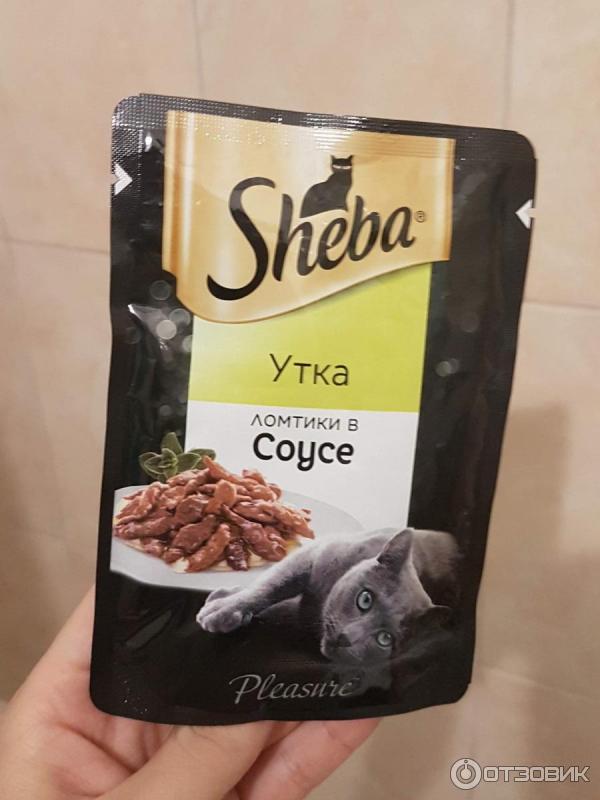 Sheba®
Утка
ломтики в
Соусе
Pleasure
ОТЗОВИК